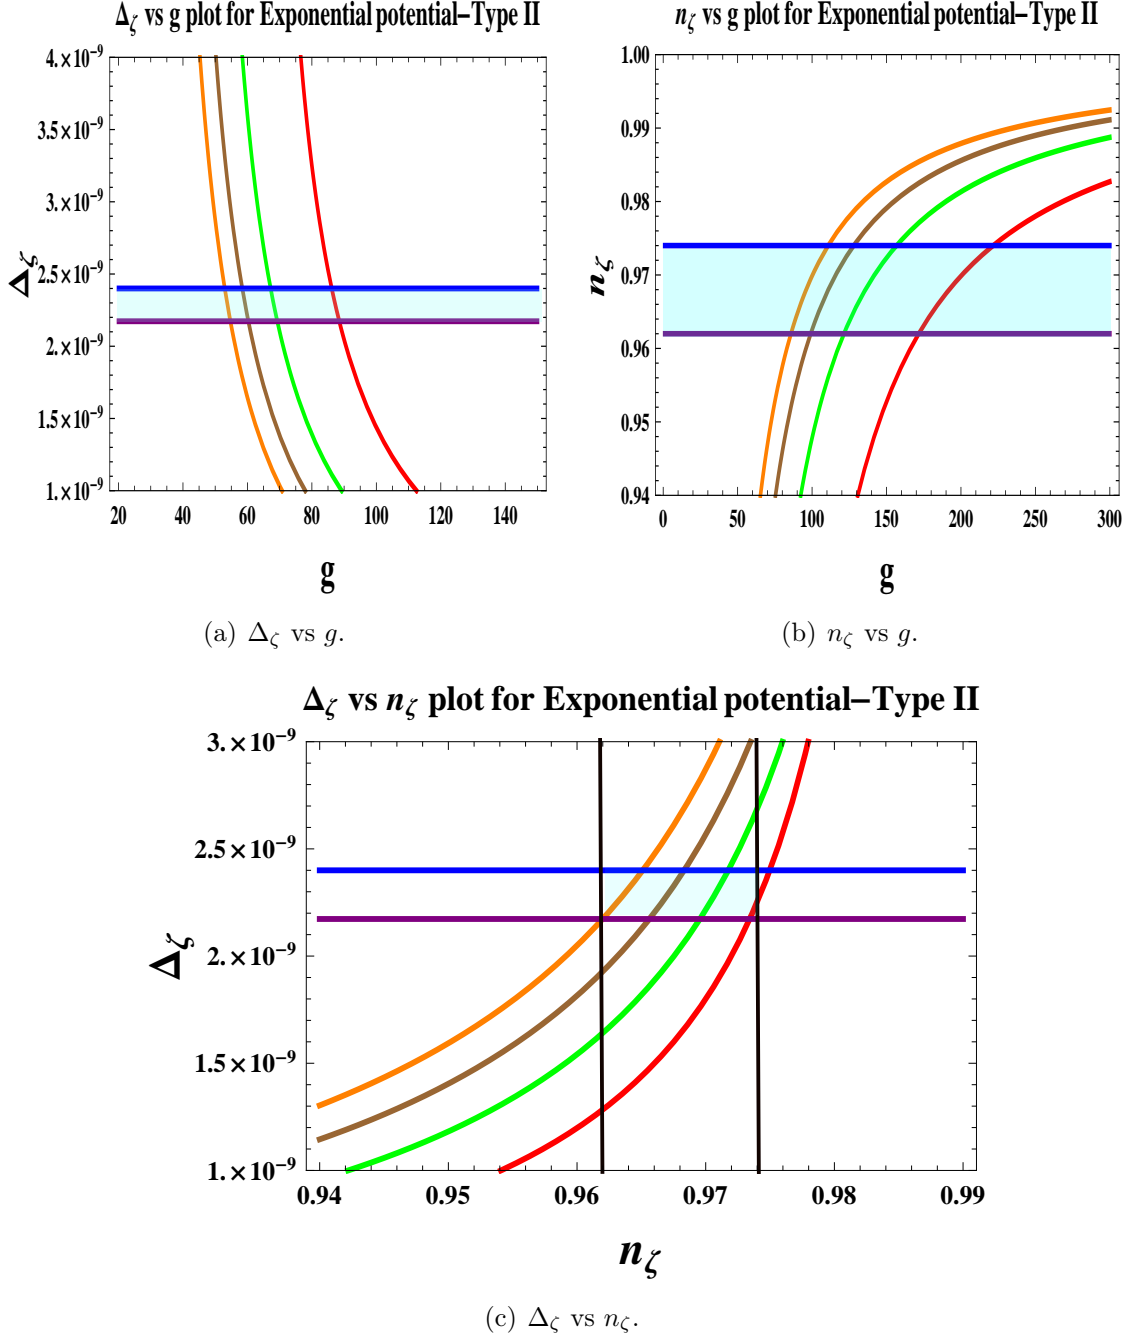 Δζ vs g plot for Exponential potential−Type II
4.×10⁻⁹
3.5×10⁻⁹
3.×10⁻⁹
2.5×10⁻⁹
2.×10⁻⁹
1.5×10⁻⁹
1.×10⁻⁹
Δζ
20 40 60 80 100 120 140
g
(a) Δζ vs g.
nζ vs g plot for Exponential potential−Type II
1.00
0.99
0.98
0.97
0.96
0.95
0.94
nζ
0 50 100 150 200 250 300
g
(b) nζ vs g.
Δζ vs nζ plot for Exponential potential−Type II
3.×10⁻⁹
2.5×10⁻⁹
2.×10⁻⁹
1.5×10⁻⁹
1.×10⁻⁹
Δζ
0.94 0.95 0.96 0.97 0.98 0.99
nζ
(c) Δζ vs nζ.